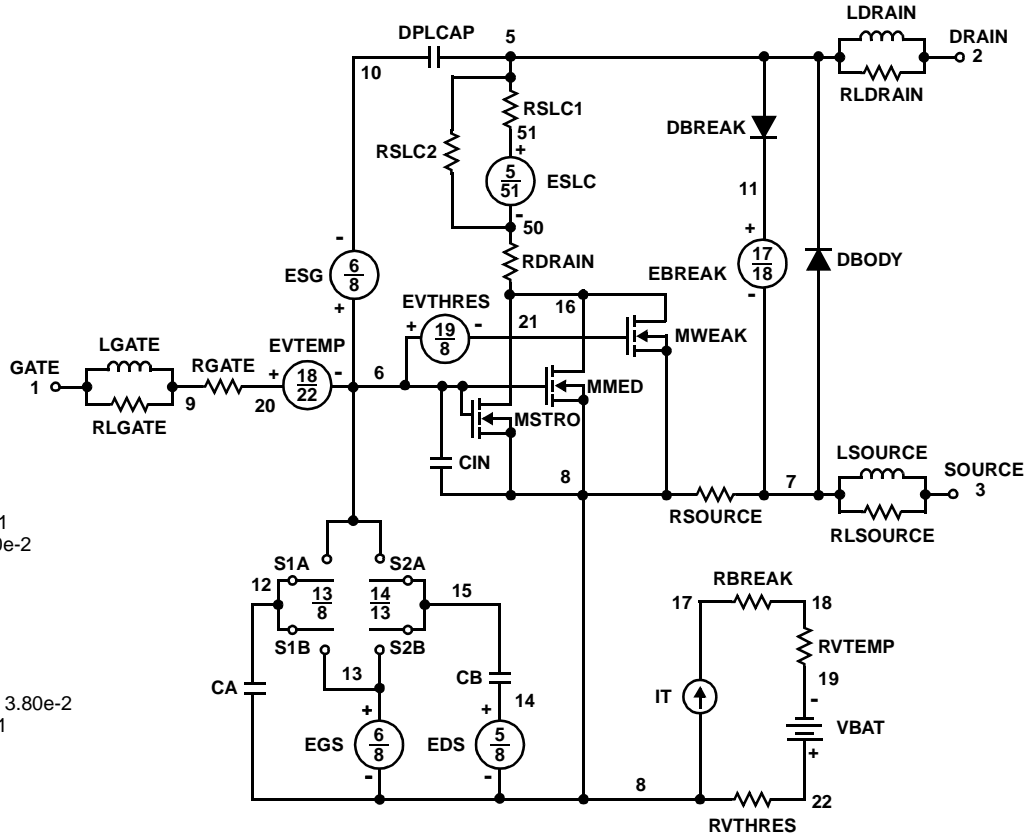 LDRAIN
DPLCAP
5
DRAIN
2
10
RLDRAIN
RSLC1
51
+
DBREAK
RSLC2
5
51
ESLC
11
-
50
-
+
17
18
RDRAIN
EBREAK
DBODY
ESG
6
8
+
EVTHRES
16
-
+
19
8
-
21
MWEAK
LGATE
EVTEMP
GATE
1
RGATE
+
18
22
-
6
MMED
9
20
RLGATE
MSTRO
CIN
LSOURCE
8
7
SOURCE
3
RSOURCE
RLSOURCE
1
0e-2
S1A
S2A
12
13
8
14
13
15
RBREAK
17
18
S1B
S2B
RVTEMP
13
CB
19
CA
14
IT
-
3.80e-2
1
+
+
VBAT
EGS
6
8
EDS
5
8
+
-
-
8
22
RVTHRES